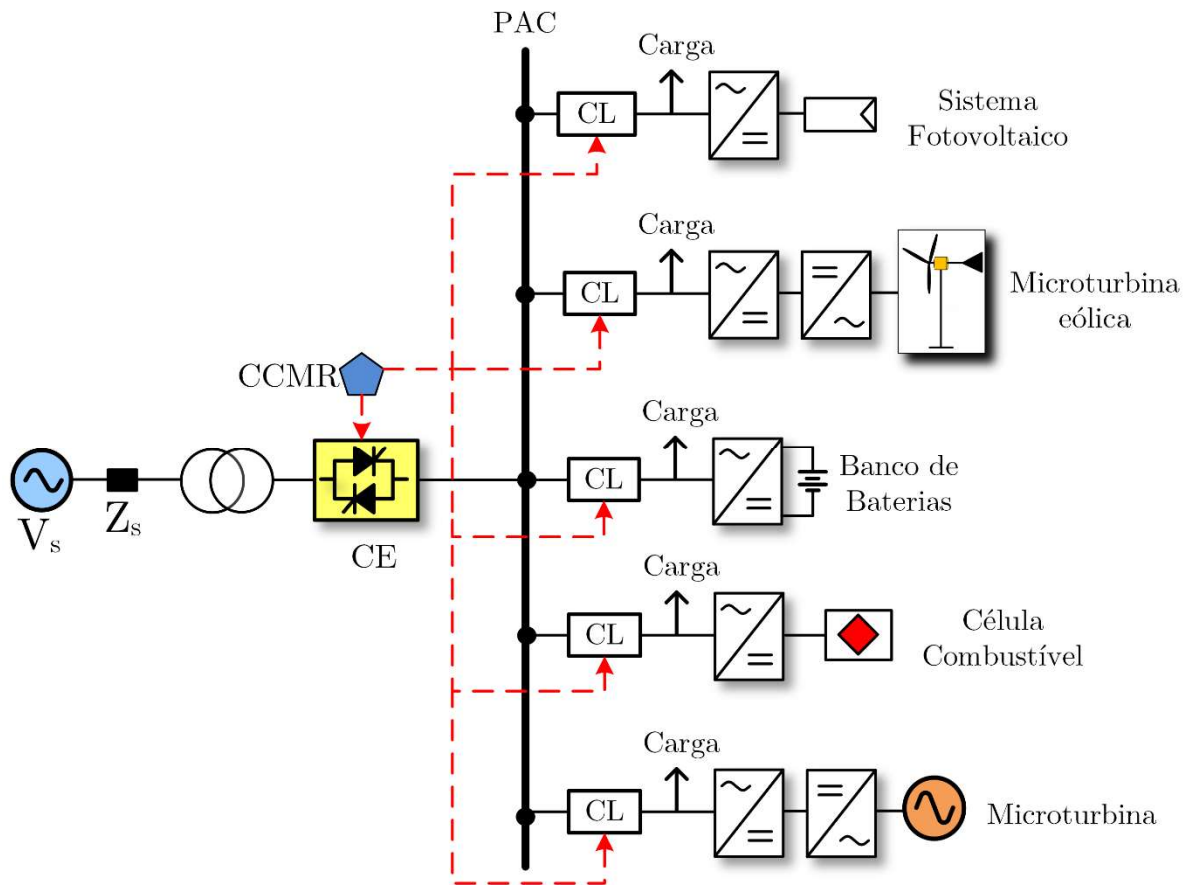 PAC
Carga
CL
Sistema
Fotovoltaico
Carga
CL
Microturbina
eólica
CCMR
Carga
CL
Banco de
Baterias
Vs
Zs
CE
Carga
CL
Célula
Combustível
Carga
CL
Microturbina